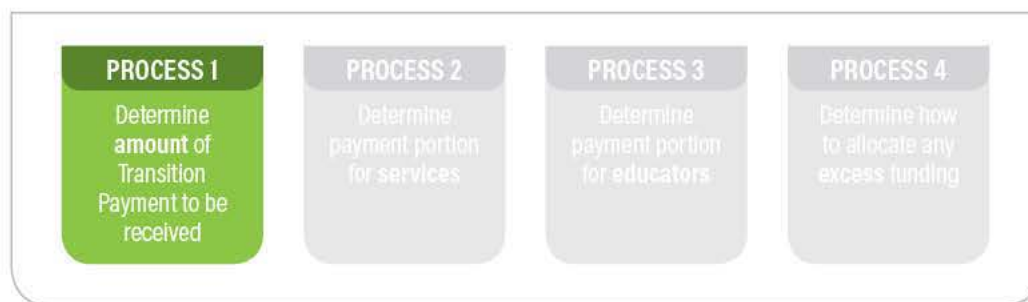 PROCESS 1
Determine
amount of
Transition
Payment to be
received
PROCESS 2
Determine
payment portion
for services
PROCESS 3
Determine
payment portion
for educators
PROCESS 4
Determine how
to allocate any
excess funding